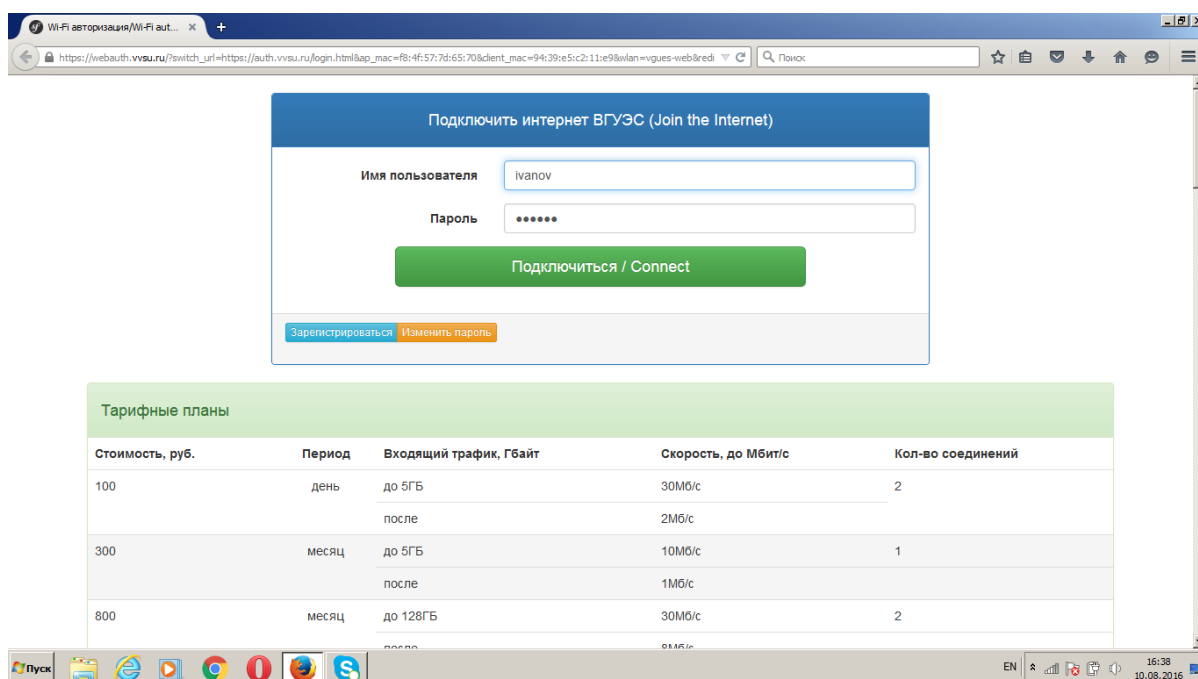 Wi-Fi авторизация/Wi-Fi aut...
https://webauth.vvsu.ru/?switch_url=https://auth.vvsu.ru/login.html&ap_mac=f8:4f:57:7d:65:70&client_mac=94:39:e5:c2:11:e9&wlan=vgues-web&redi
Поиск
Подключить интернет ВГУЭС (Join the Internet)
Имя пользователя ivanov
Пароль ••••••
Подключиться / Connect
Зарегистрироваться Изменить пароль
Тарифные планы
Стоимость, руб. Период Входящий трафик, Гбайт Скорость, до Мбит/с Кол-во соединений
100 день до 5ГБ 30Мб/с 2
после 2Мб/с
300 месяц до 5ГБ 10Мб/с 1
после 1Мб/с
800 месяц до 128ГБ 30Мб/с 2
после 8Мб/с
Пуск EN 16:38
10.08.2016